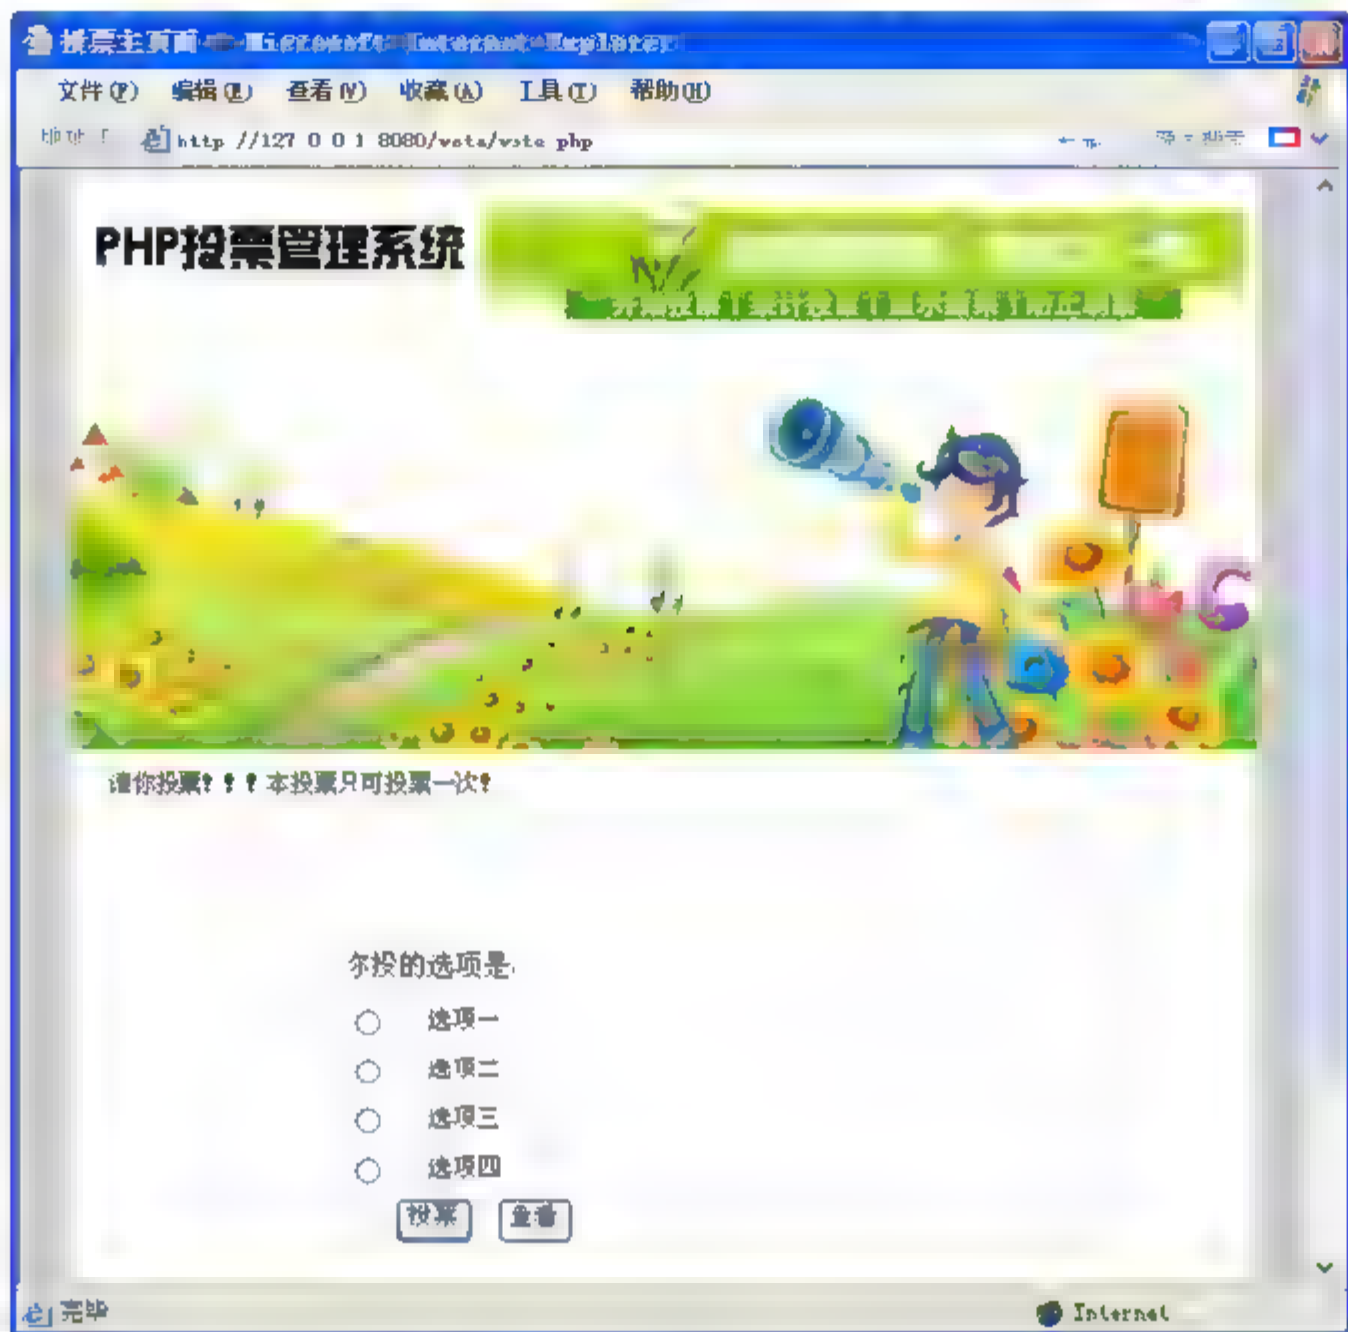 投票主页面 - Microsoft Internet Explorer
文件(F) 编辑(E) 查看(V) 收藏(A) 工具(T) 帮助(H)
http //127 0 0 1 8080/vote/vote php
PHP投票管理系统
请你投票!!!本投票只可投票一次!
你投的选项是:
选项一
选项二
选项三
选项四
投票 查看
完毕 Internet